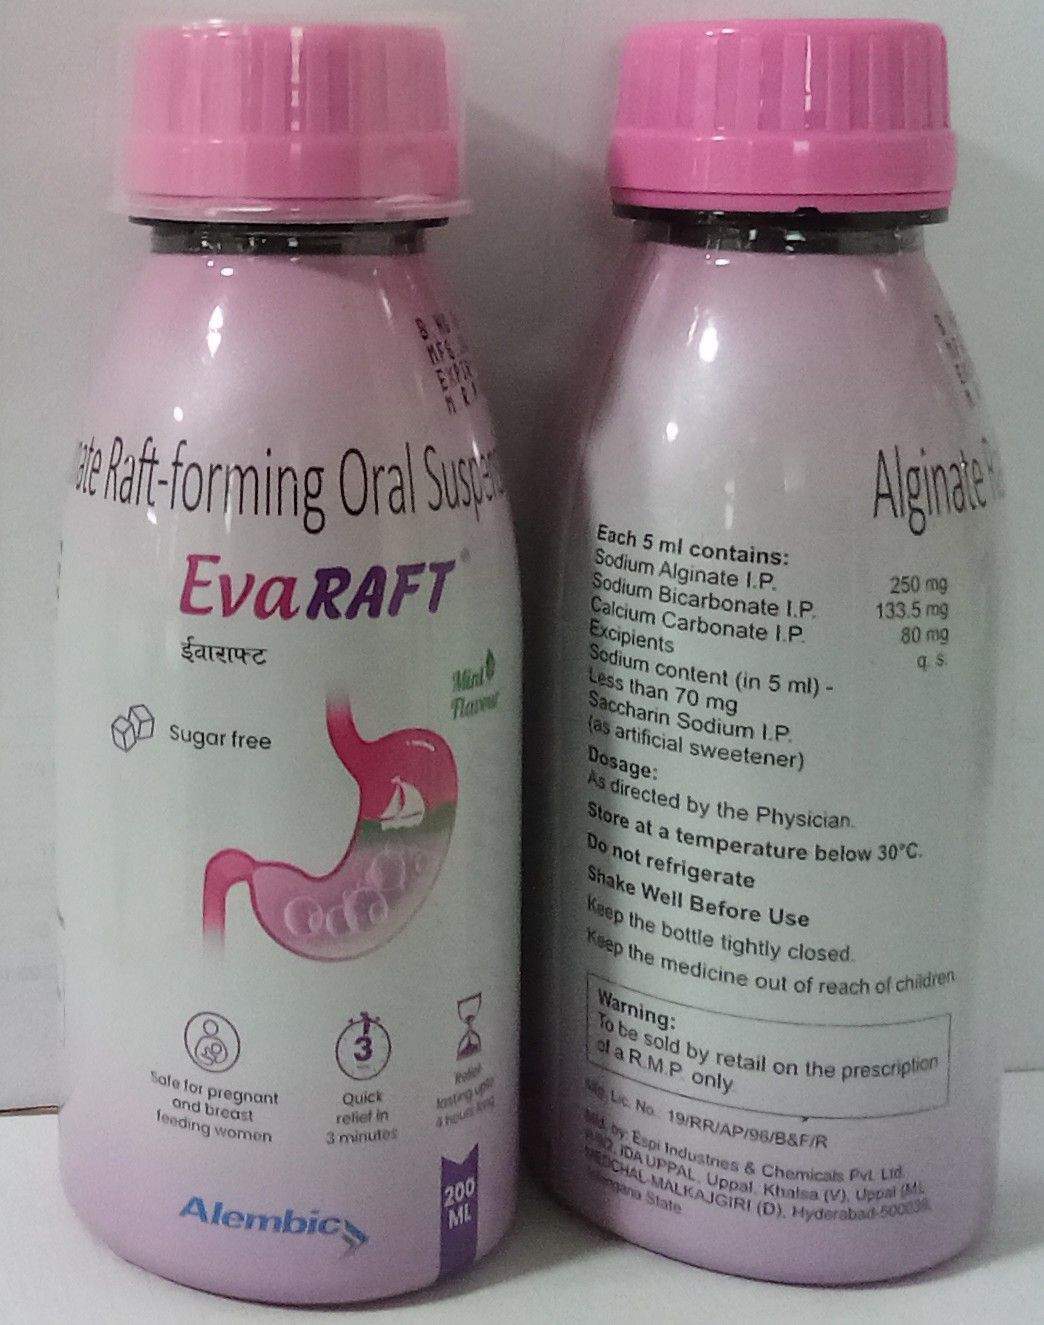 Raft-forming Oral
EvaRAFT®
ईवाराफ्ट
Mint
Flavour
Sugar free
Safe for pregnant
and breast
feeding women
3
Quick
relief in
3 minutes
Relief
lasting upto
4 hours long
Alembic
200
ML
Alginate
Each 5 ml contains:
Sodium Alginate I.P. 250 mg
Sodium Bicarbonate I.P. 133.5 mg
Calcium Carbonate I.P. 80 mg
Excipients q. s.
Sodium content (in 5 ml) -
Less than 70 mg
Saccharin Sodium I.P.
(as artificial sweetener)
Dosage:
As directed by the Physician.
Store at a temperature below 30°C.
Do not refrigerate
Shake Well Before Use
Keep the bottle tightly closed.
Keep the medicine out of reach of children
Warning:
To be sold by retail on the prescription
of a R.M.P. only
Mfg. Lic. No.: 19/RR/AP/96/B&F/R
Mfd. by: Espi Industries & Chemicals Pvt. Ltd.
IDA UPPAL, Uppal, Khalsa (V), Uppal (M),
MEDCHAL-MALKAJGIRI (D), Hyderabad-500039,
Telangana State